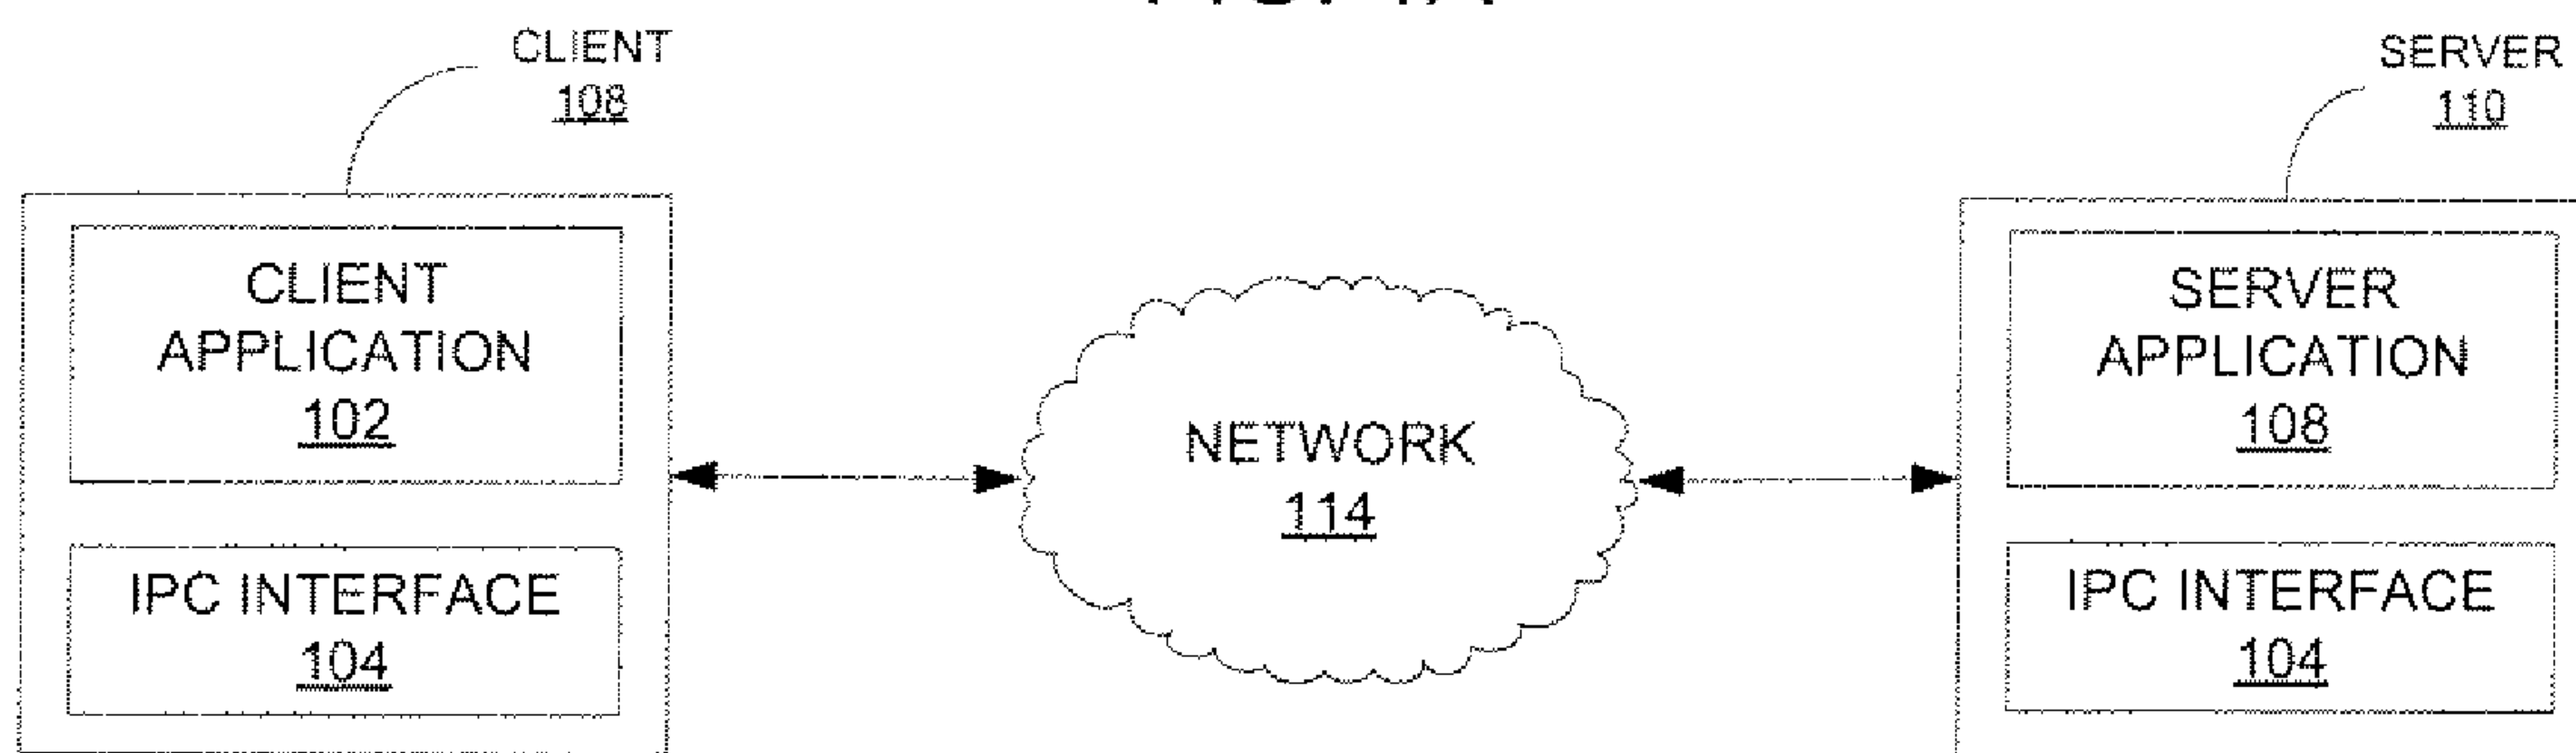 CLIENT
108
SERVER
110
CLIENT
APPLICATION
102
IPC INTERFACE
104
NETWORK
114
SERVER
APPLICATION
108
IPC INTERFACE
104